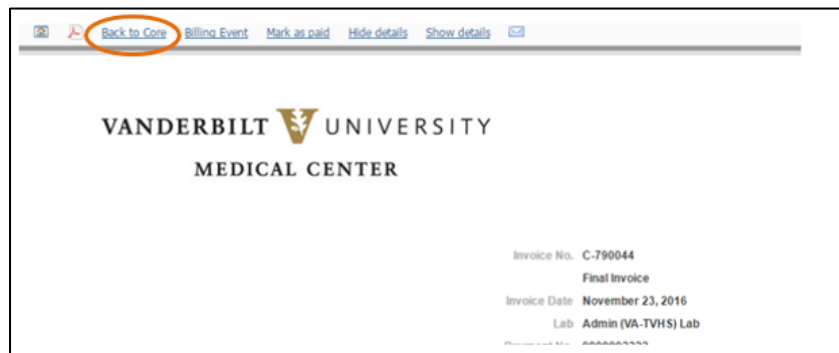 Back to Core Billing Event Mark as paid Hide details Show details
VANDERBILT UNIVERSITY
MEDICAL CENTER
Invoice No. C-790044
Final Invoice
Invoice Date November 23, 2016
Lab Admin (VA-TVHS) Lab